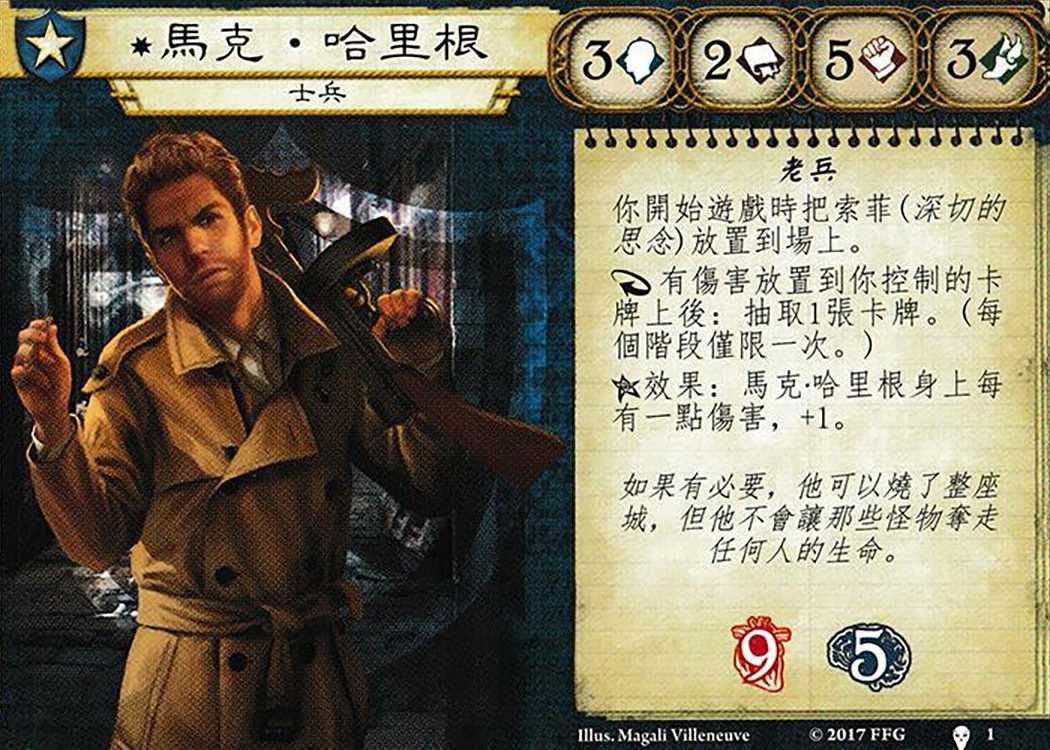 馬克·哈里根
士兵
3 2 5 3
老兵
你開始遊戲時把索菲(深切的
思念)放置到場上。
有傷害放置到你控制的卡
牌上後：抽取1張卡牌。(每
個階段僅限一次。)
效果：馬克·哈里根身上每
有一點傷害，+1。
如果有必要，他可以燒了整座
城，但他不會讓那些怪物奪走
任何人的生命。
9 5
Illus. Magali Villeneuve © 2017 FFG 1